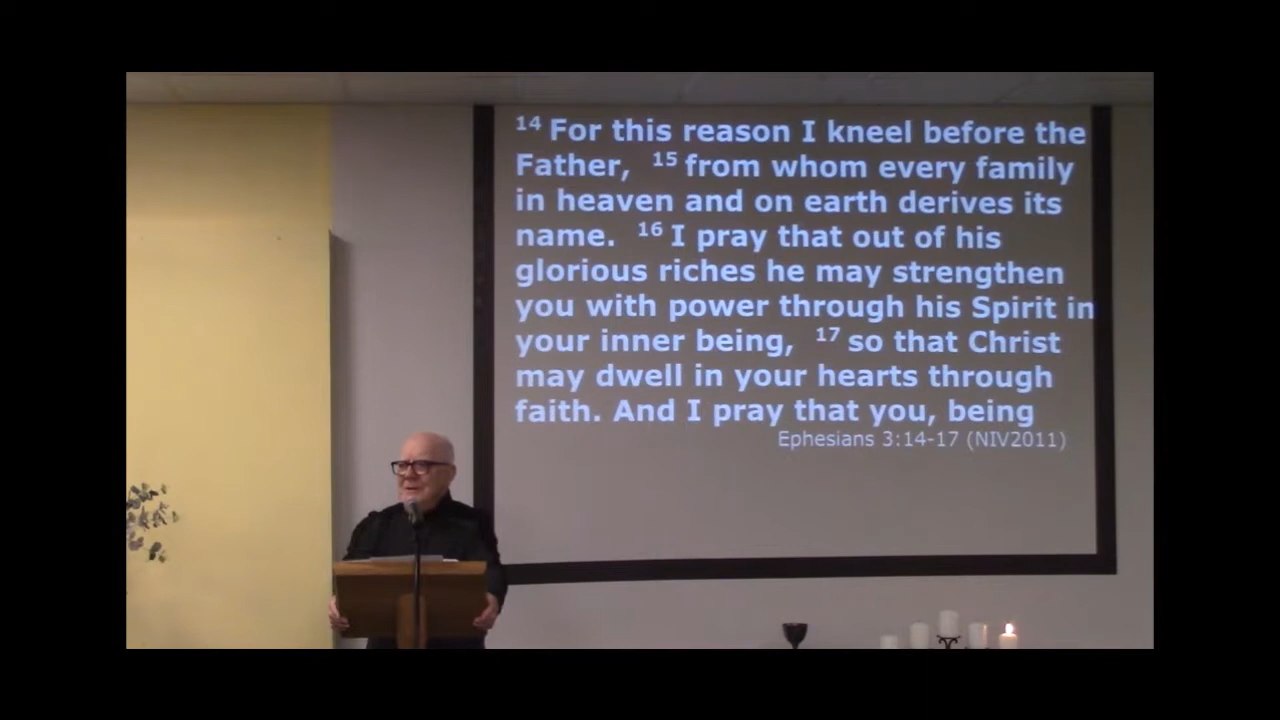 14 For this reason I kneel before the
Father, 15 from whom every family
in heaven and on earth derives its
name. 16 I pray that out of his
glorious riches he may strengthen
you with power through his Spirit in
your inner being, 17 so that Christ
may dwell in your hearts through
faith. And I pray that you, being
Ephesians 3:14-17 (NIV2011)